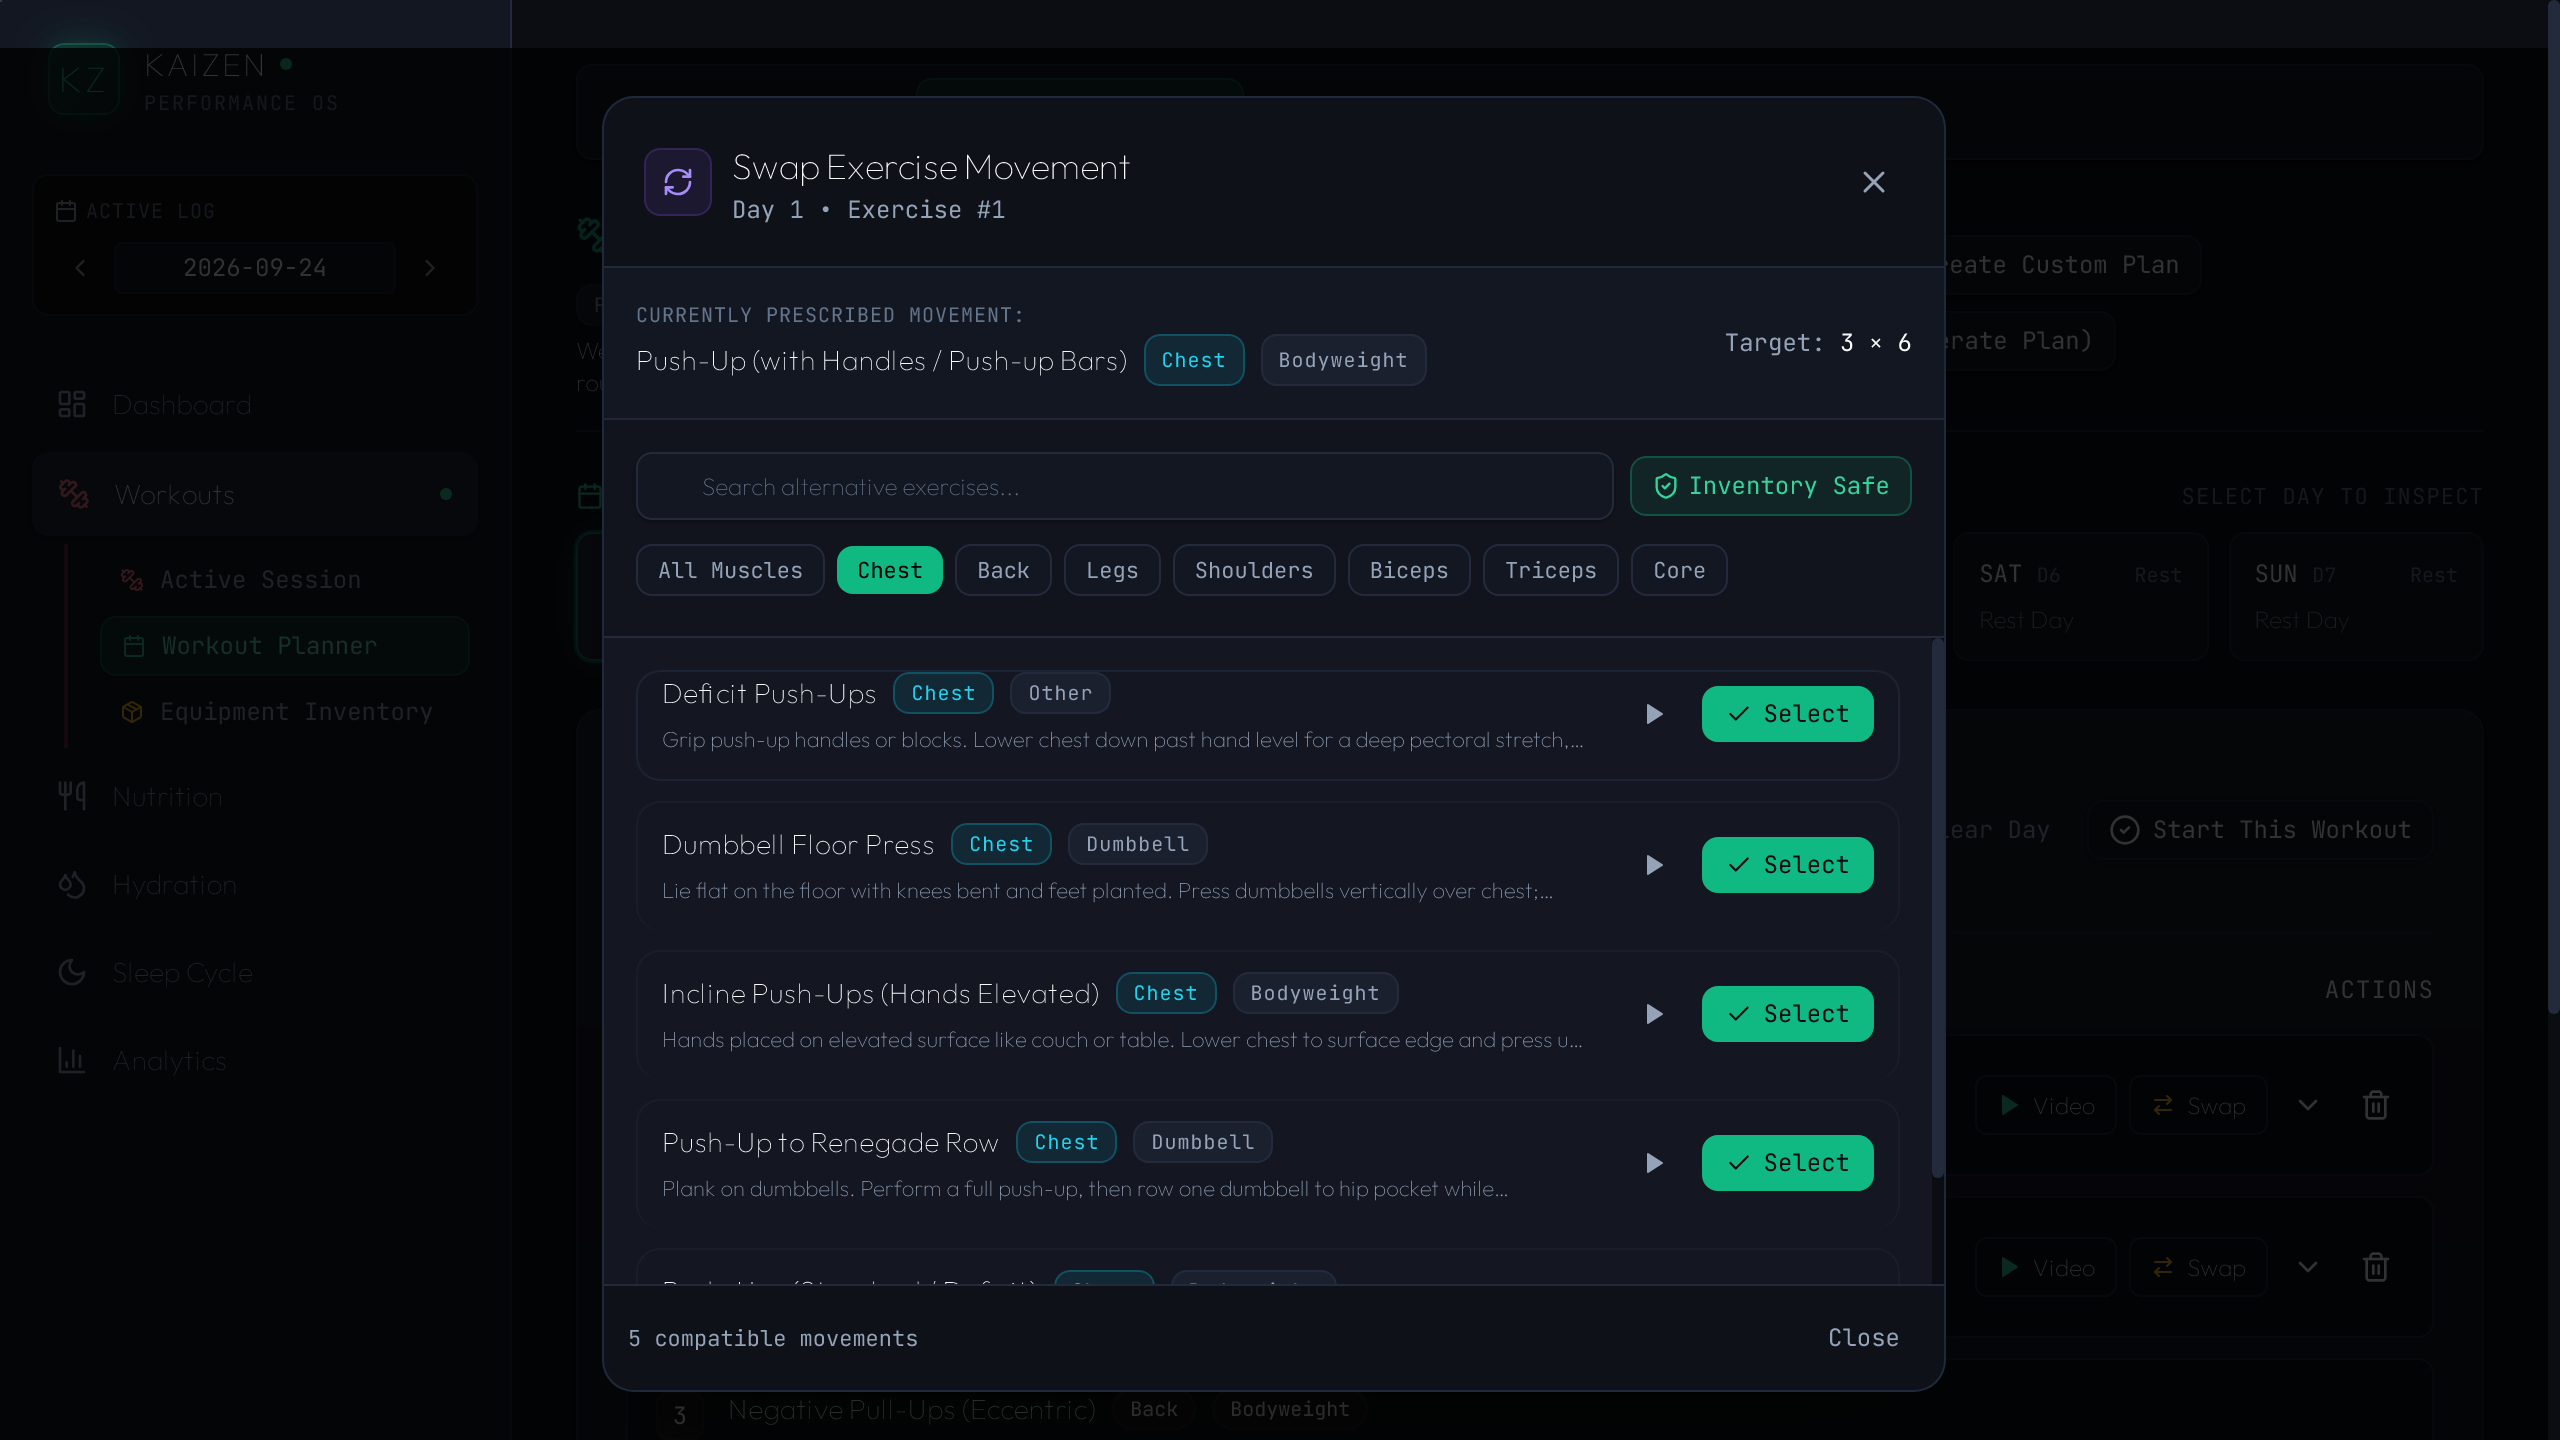 KZ
KAIZEN
PERFORMANCE OS
ACTIVE LOG
2026-09-24
Dashboard
Workouts
Active Session
Workout Planner
Equipment Inventory
Nutrition
Hydration
Sleep Cycle
Analytics
Swap Exercise Movement
Day 1 • Exercise #1
CURRENTLY PRESCRIBED MOVEMENT:
Push-Up (with Handles / Push-up Bars) Chest Bodyweight
Target: 3 × 6
Search alternative exercises...
Inventory Safe
All Muscles Chest Back Legs Shoulders Biceps Triceps Core
Deficit Push-Ups Chest Other
Grip push-up handles or blocks. Lower chest down past hand level for a deep pectoral stretch,...
Select
Dumbbell Floor Press Chest Dumbbell
Lie flat on the floor with knees bent and feet planted. Press dumbbells vertically over chest;...
Select
Incline Push-Ups (Hands Elevated) Chest Bodyweight
Hands placed on elevated surface like couch or table. Lower chest to surface edge and press u...
Select
Push-Up to Renegade Row Chest Dumbbell
Plank on dumbbells. Perform a full push-up, then row one dumbbell to hip pocket while...
Select
5 compatible movements
Close
Custom Plan
Plan)
SELECT DAY TO INSPECT
SAT D6 Rest
Rest Day
SUN D7 Rest
Rest Day
Day
Start This Workout
ACTIONS
Video Swap
Video Swap
3 Negative Pull-Ups (Eccentric) Back Bodyweight